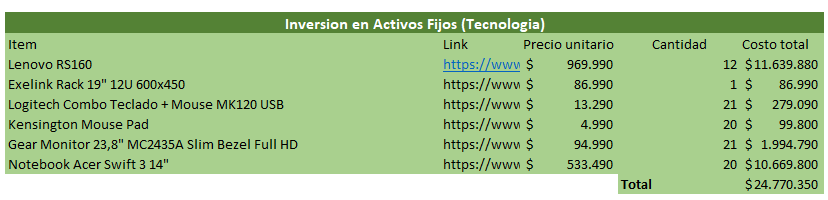 Inversion en Activos Fijos (Tecnologia)
Item Link Precio unitario Cantidad Costo total
Lenovo RS160 https://www $ 969.990 12 $11.639.880
Exelink Rack 19" 12U 600x450 https://www $ 86.990 1 $ 86.990
Logitech Combo Teclado + Mouse MK120 USB https://www $ 13.290 21 $ 279.090
Kensington Mouse Pad https://www $ 4.990 20 $ 99.800
Gear Monitor 23,8" MC2435A Slim Bezel Full HD https://www $ 94.990 21 $ 1.994.790
Notebook Acer Swift 3 14" https://www $ 533.490 20 $10.669.800
Total $24.770.350